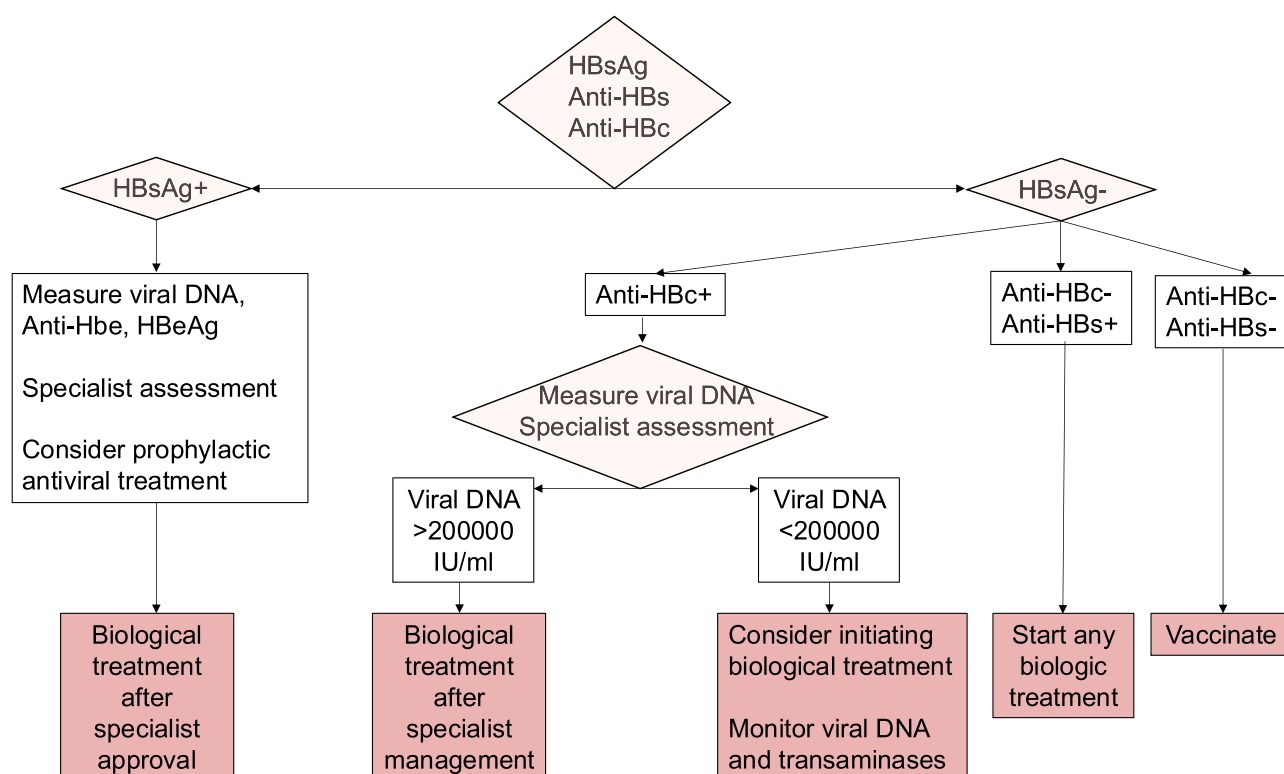 HBsAg
Anti-HBs
Anti-HBc
HBsAg+
HBsAg-
Measure viral DNA,
Anti-Hbe, HBeAg
Specialist assessment
Consider prophylactic
antiviral treatment
Anti-HBc+
Anti-HBc-
Anti-HBs+
Anti-HBc-
Anti-HBs-
Measure viral DNA
Specialist assessment
Viral DNA
>200000
IU/ml
Viral DNA
<200000
IU/ml
Biological
treatment
after
specialist
approval
Biological
treatment
after
specialist
management
Consider initiating
biological treatment
Monitor viral DNA
and transaminases
Start any
biologic
treatment
Vaccinate